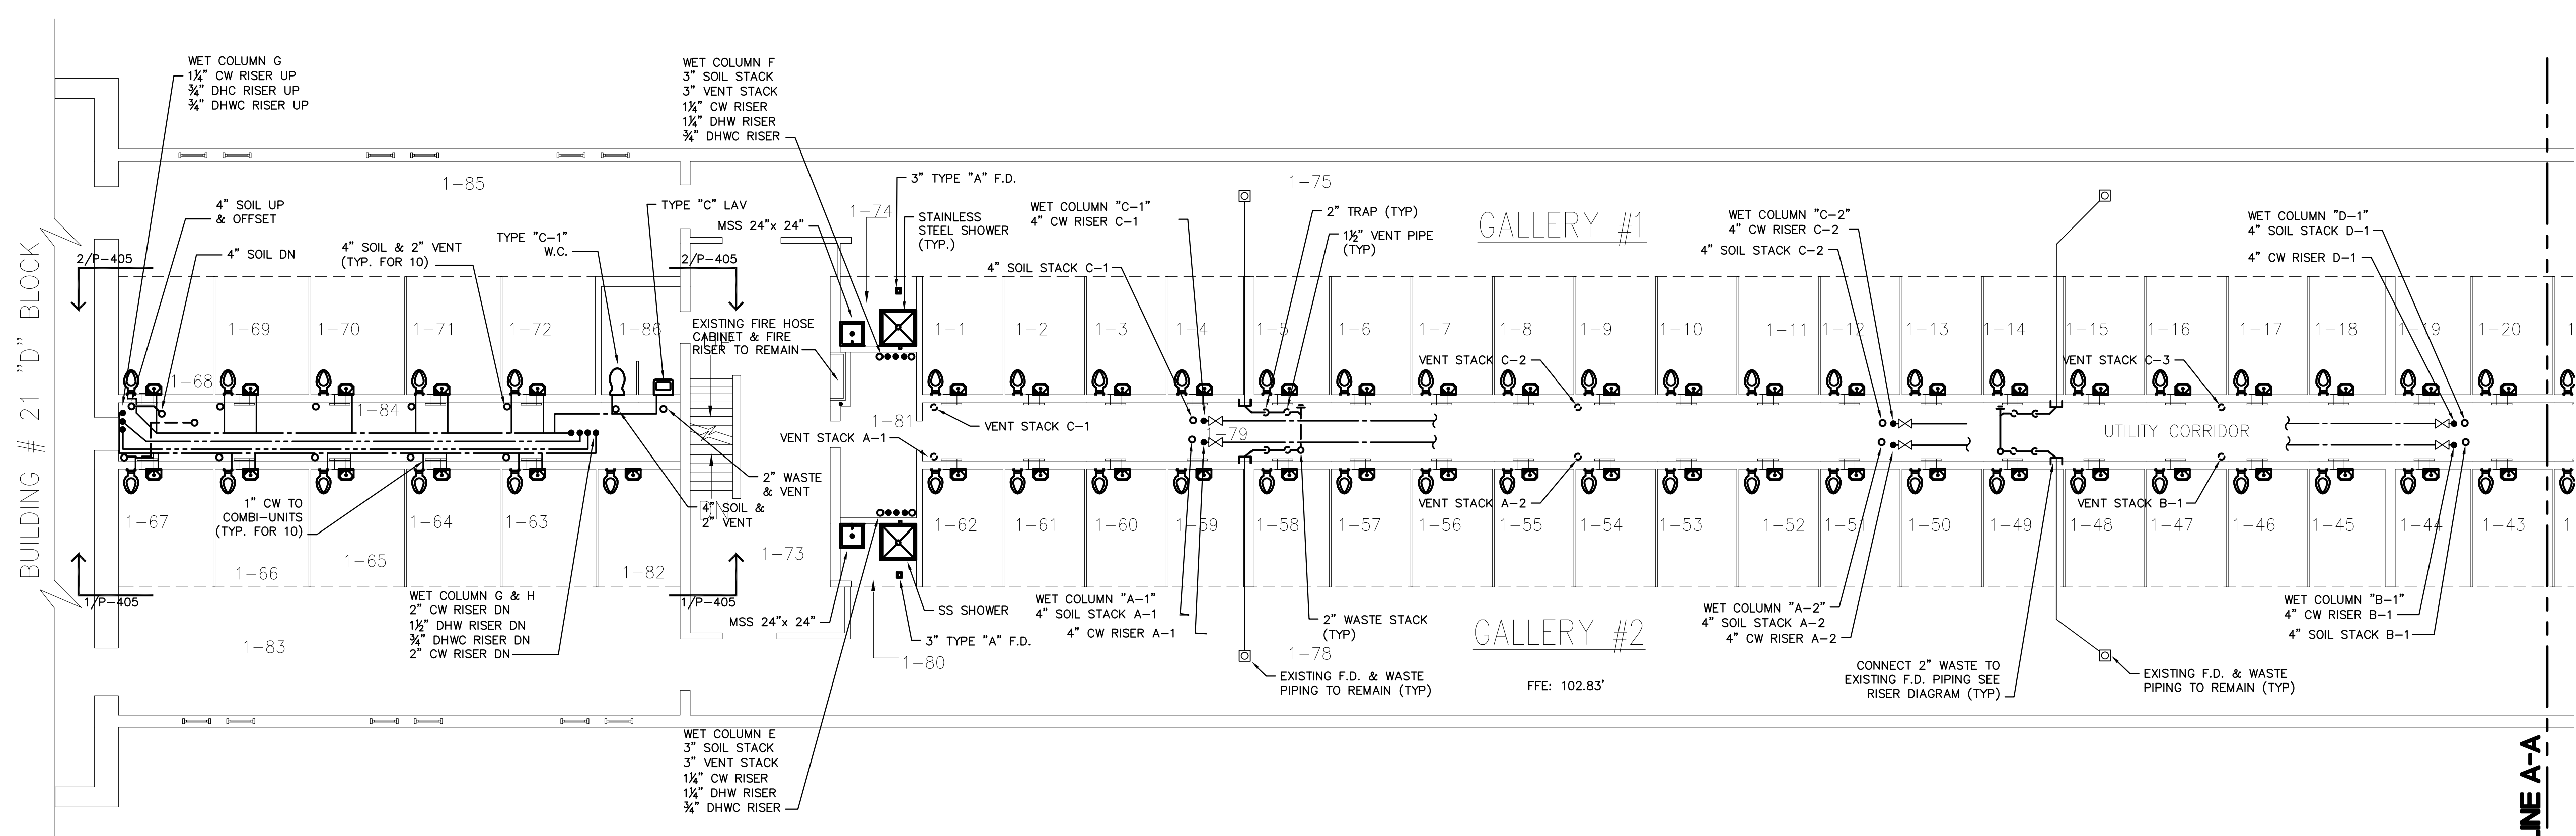 WET COLUMN G
1¼" CW RISER UP
¾" DHC RISER UP
¾" DHWC RISER UP
WET COLUMN F
3" SOIL STACK
3" VENT STACK
1¼" CW RISER
1¼" DHW RISER
¾" DHWC RISER
1-85
4" SOIL UP
& OFFSET
4" SOIL DN
4" SOIL & 2" VENT
(TYP. FOR 10)
TYPE "C-1"
W.C.
TYPE "C" LAV
2/P-405
2/P-405
MSS 24"x 24"
1-74
3" TYPE "A" F.D.
STAINLESS
STEEL SHOWER
(TYP.)
WET COLUMN "C-1"
4" CW RISER C-1
4" SOIL STACK C-1
1-75
2" TRAP (TYP)
1½" VENT PIPE
(TYP)
GALLERY #1
WET COLUMN "C-2"
4" CW RISER C-2
4" SOIL STACK C-2
WET COLUMN "D-1"
4" SOIL STACK D-1
4" CW RISER D-1
BUILDING # 21 "D" BLOCK
1-69
1-70
1-71
1-72
1-86
EXISTING FIRE HOSE
CABINET & FIRE
RISER TO REMAIN
1-1
1-2
1-3
1-4
1-5
1-6
1-7
1-8
1-9
1-10
1-11
1-12
1-13
1-14
1-15
1-16
1-17
1-18
1-19
1-20
1-68
1-84
1-81
VENT STACK C-1
VENT STACK A-1
1-79
VENT STACK C-2
VENT STACK C-3
UTILITY CORRIDOR
VENT STACK A-2
VENT STACK B-1
2" WASTE
& VENT
4" SOIL &
2" VENT
DN
1" CW TO
COMBI-UNITS
(TYP. FOR 10)
1-67
1-66
1-65
1-64
1-63
1-82
1-73
1-62
1-61
1-60
1-59
1-58
1-57
1-56
1-55
1-54
1-53
1-52
1-51
1-50
1-49
1-48
1-47
1-46
1-45
1-44
1-43
1/P-405
1/P-405
WET COLUMN G & H
2" CW RISER DN
1½" DHW RISER DN
¾" DHWC RISER DN
2" CW RISER DN
1-83
MSS 24"x 24"
SS SHOWER
3" TYPE "A" F.D.
1-80
WET COLUMN "A-1"
4" SOIL STACK A-1
4" CW RISER A-1
2" WASTE STACK
(TYP)
1-78
EXISTING F.D. & WASTE
PIPING TO REMAIN (TYP)
GALLERY #2
FFE: 102.83'
WET COLUMN "A-2"
4" SOIL STACK A-2
4" CW RISER A-2
CONNECT 2" WASTE TO
EXISTING F.D. PIPING SEE
RISER DIAGRAM (TYP)
EXISTING F.D. & WASTE
PIPING TO REMAIN (TYP)
WET COLUMN "B-1"
4" CW RISER B-1
4" SOIL STACK B-1
WET COLUMN E
3" SOIL STACK
3" VENT STACK
1¼" CW RISER
1¼" DHW RISER
¾" DHWC RISER
LINE A-A